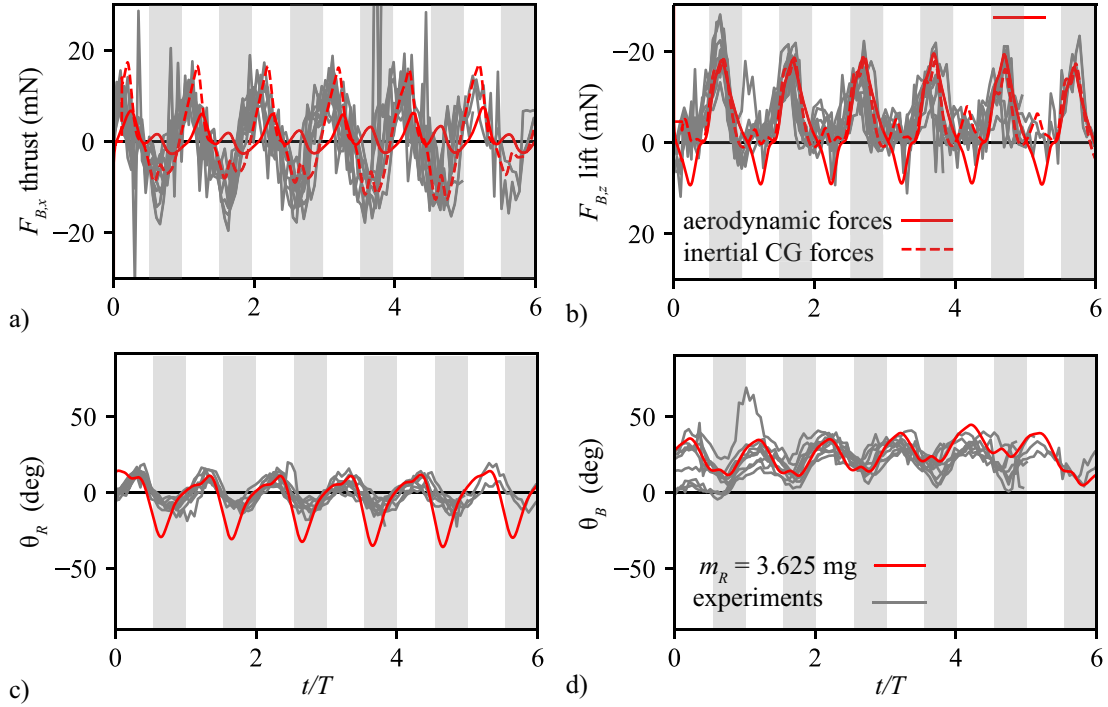 20
0
−20
F_{B,x} thrust (mN)
0
2
4
6
a)
−20
0
20
F_{B,z} lift (mN)
aerodynamic forces
inertial CG forces
0
2
4
6
b)
50
0
−50
θ_R (deg)
0
2
4
6
t/T
c)
50
0
−50
θ_B (deg)
m_R = 3.625 mg
experiments
0
2
4
6
t/T
d)